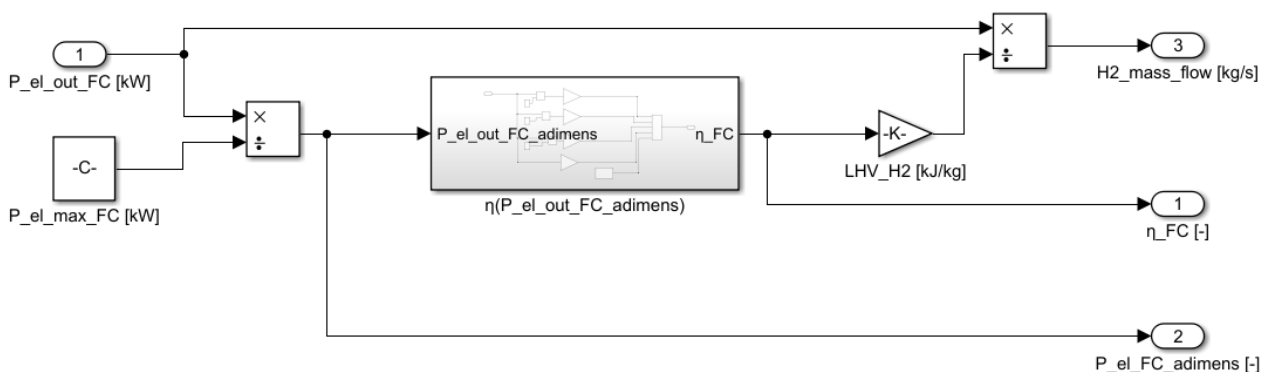 1
P_el_out_FC [kW]
×
÷
-C-
P_el_max_FC [kW]
P_el_out_FC_adimens
η_FC
η(P_el_out_FC_adimens)
-K-
LHV_H2 [kJ/kg]
×
÷
3
H2_mass_flow [kg/s]
1
η_FC [-]
2
P_el_FC_adimens [-]